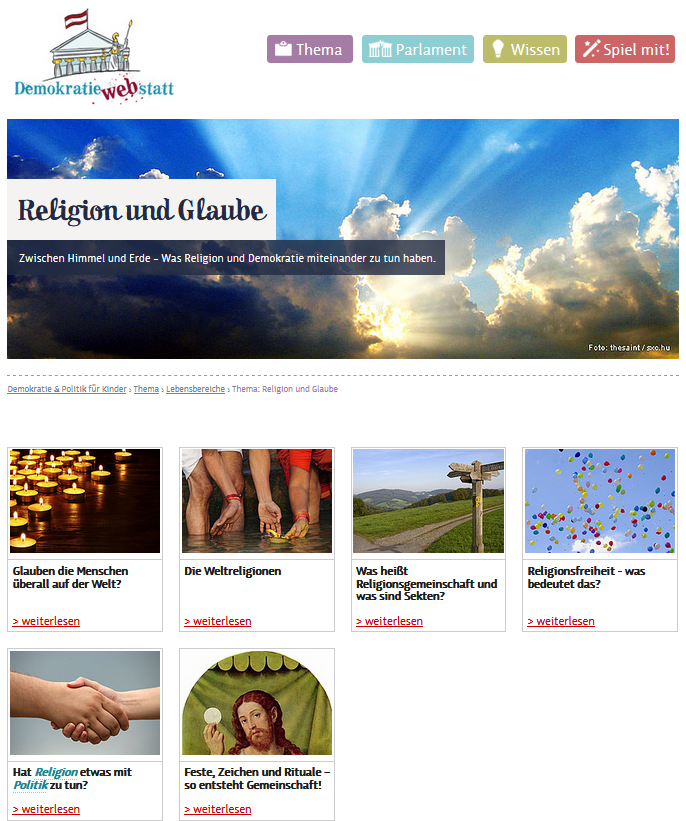 Demokratiewebstatt
Thema
Parlament
Wissen
Spiel mit!
Religion und Glaube
Zwischen Himmel und Erde – Was Religion und Demokratie miteinander zu tun haben.
Foto: thesaint / sxc.hu
Demokratie & Politik für Kinder › Thema › Lebensbereiche › Thema: Religion und Glaube
Glauben die Menschen
überall auf der Welt?
> weiterlesen
Die Weltreligionen
> weiterlesen
Was heißt
Religionsgemeinschaft und
was sind Sekten?
> weiterlesen
Religionsfreiheit - was
bedeutet das?
> weiterlesen
Hat Religion etwas mit
Politik zu tun?
> weiterlesen
Feste, Zeichen und Rituale –
so entsteht Gemeinschaft!
> weiterlesen